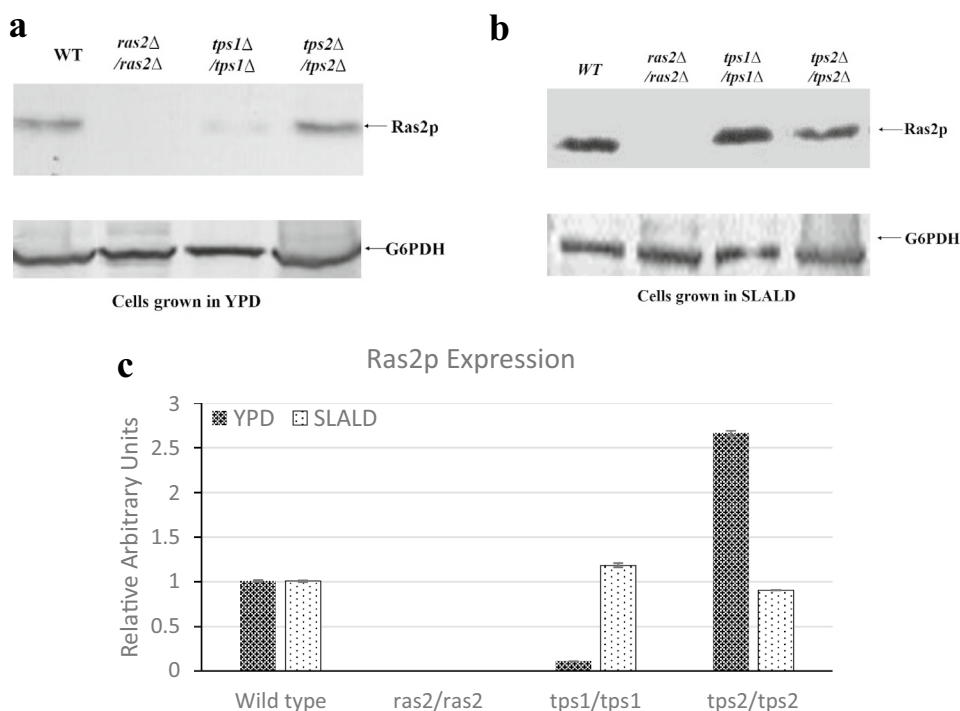 a
WT
ras2Δ
/ras2Δ
tps1Δ
/tps1Δ
tps2Δ
/tps2Δ
Ras2p
G6PDH
Cells grown in YPD
b
WT
ras2Δ
/ras2Δ
tps1Δ
/tps1Δ
tps2Δ
/tps2Δ
Ras2p
G6PDH
Cells grown in SLALD
c
Ras2p Expression
Relative Arbitrary Units
3
2.5
2
1.5
1
0.5
0
YPD SLALD
Wild type ras2/ras2 tps1/tps1 tps2/tps2